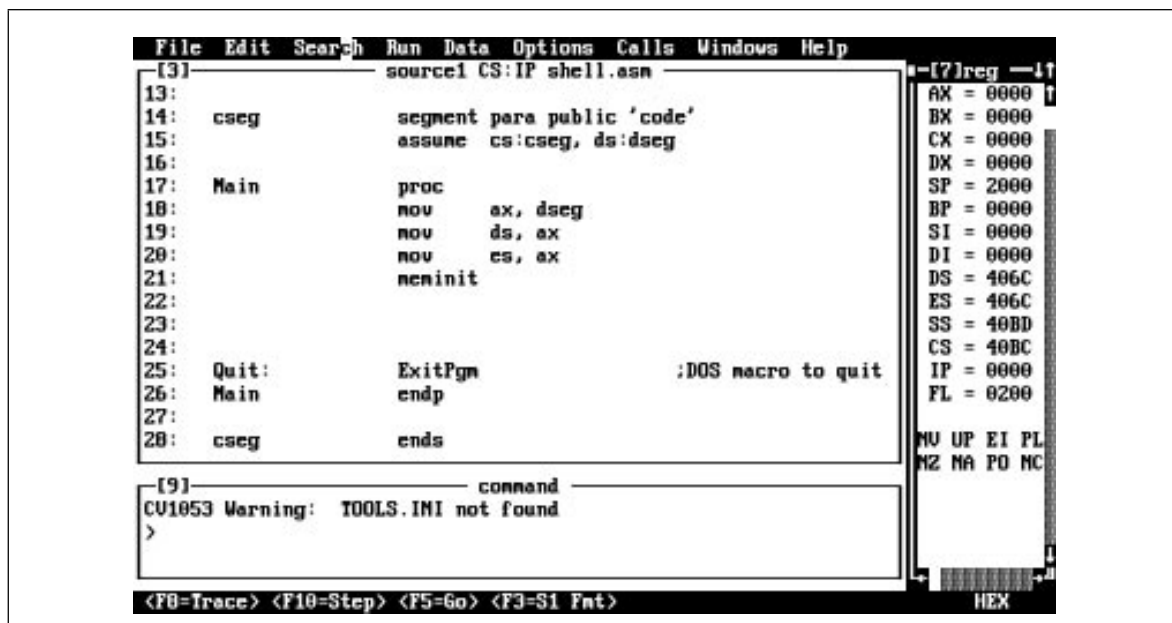 File Edit Search Run Data Options Calls Windows Help
[3] source1 CS:IP shell.asm
13:
14: cseg segment para public 'code'
15: assume cs:cseg, ds:dseg
16:
17: Main proc
18: mov ax, dseg
19: mov ds, ax
20: mov es, ax
21: meminit
22:
23:
24:
25: Quit: ExitPgm ;DOS macro to quit
26: Main endp
27:
28: cseg ends
[7]reg
AX = 0000
BX = 0000
CX = 0000
DX = 0000
SP = 2000
BP = 0000
SI = 0000
DI = 0000
DS = 406C
ES = 406C
SS = 40BD
CS = 40BC
IP = 0000
FL = 0200
NV UP EI PL
NZ NA PO NC
[9] command
CV1053 Warning: TOOLS.INI not found
>
<F8=Trace> <F10=Step> <F5=Go> <F3=S1 Fmt> HEX